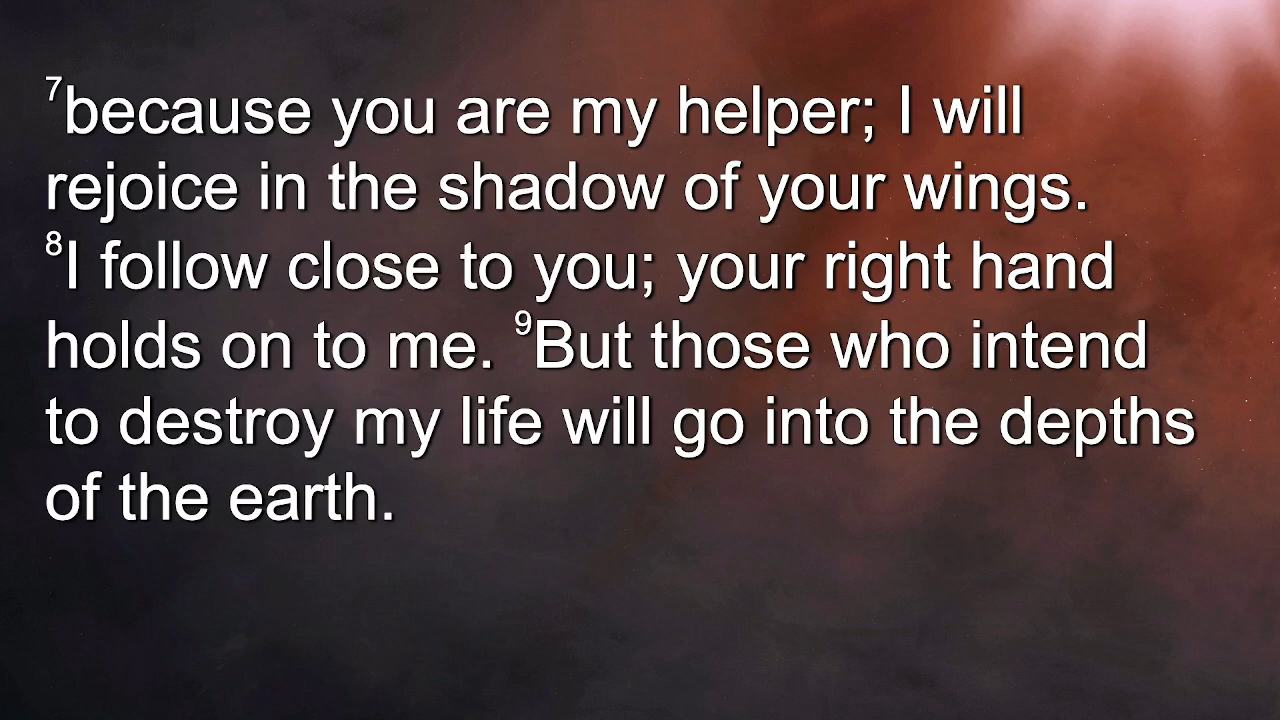 7because you are my helper; I will
rejoice in the shadow of your wings.
8I follow close to you; your right hand
holds on to me. 9But those who intend
to destroy my life will go into the depths
of the earth.